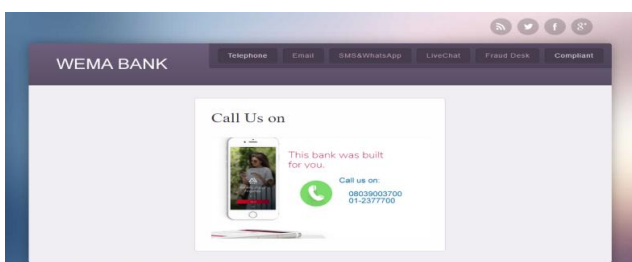 WEMA BANK
Telephone Email SMS&WhatsApp LiveChat Fraud Desk Compliant
Call Us on
This bank was built
for you.
Call us on:
08039003700
01-2377700